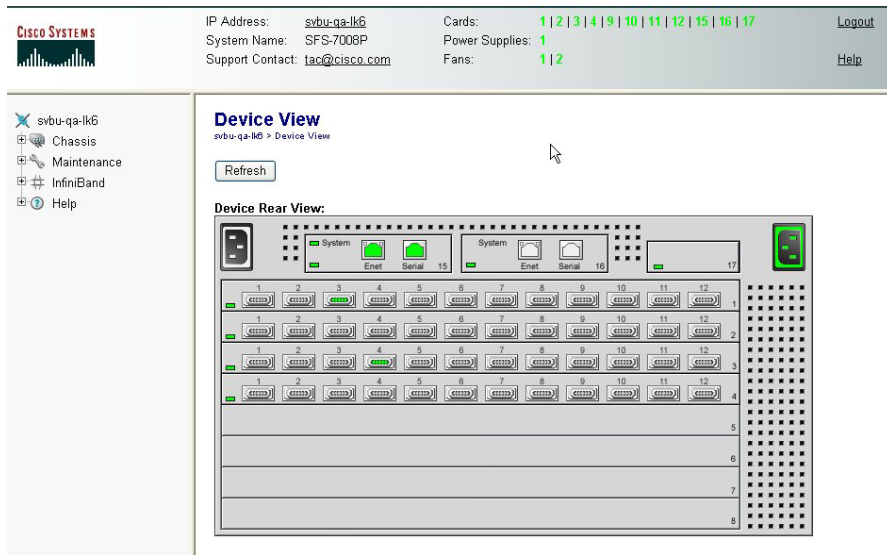 CISCO SYSTEMS
IP Address: svbu-qa-lk6
System Name: SFS-7008P
Support Contact: tac@cisco.com
Cards: 1 | 2 | 3 | 4 | 9 | 10 | 11 | 12 | 15 | 16 | 17
Power Supplies: 1
Fans: 1 | 2
Logout
Help
svbu-qa-lk6
Chassis
Maintenance
InfiniBand
Help
Device View
svbu-qa-lk6 > Device View
Refresh
Device Rear View:
System Enet Serial 15
System Enet Serial 16
17
1 2 3 4 5 6 7 8 9 10 11 12
1
1 2 3 4 5 6 7 8 9 10 11 12
2
1 2 3 4 5 6 7 8 9 10 11 12
3
1 2 3 4 5 6 7 8 9 10 11 12
4
5
6
7
8